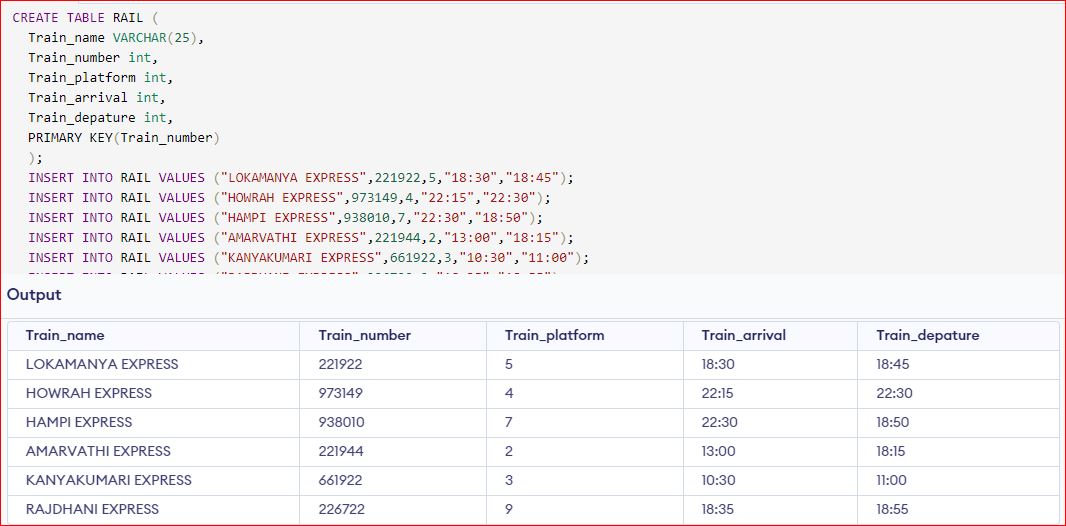 CREATE TABLE RAIL (
Train_name VARCHAR(25),
Train_number int,
Train_platform int,
Train_arrival int,
Train_depature int,
PRIMARY KEY(Train_number)
);
INSERT INTO RAIL VALUES ("LOKAMANYA EXPRESS",221922,5,"18:30","18:45");
INSERT INTO RAIL VALUES ("HOWRAH EXPRESS",973149,4,"22:15","22:30");
INSERT INTO RAIL VALUES ("HAMPI EXPRESS",938010,7,"22:30","18:50");
INSERT INTO RAIL VALUES ("AMARVATHI EXPRESS",221944,2,"13:00","18:15");
INSERT INTO RAIL VALUES ("KANYAKUMARI EXPRESS",661922,3,"10:30","11:00");
Output
Train_name Train_number Train_platform Train_arrival Train_depature
LOKAMANYA EXPRESS 221922 5 18:30 18:45
HOWRAH EXPRESS 973149 4 22:15 22:30
HAMPI EXPRESS 938010 7 22:30 18:50
AMARVATHI EXPRESS 221944 2 13:00 18:15
KANYAKUMARI EXPRESS 661922 3 10:30 11:00
RAJDHANI EXPRESS 226722 9 18:35 18:55